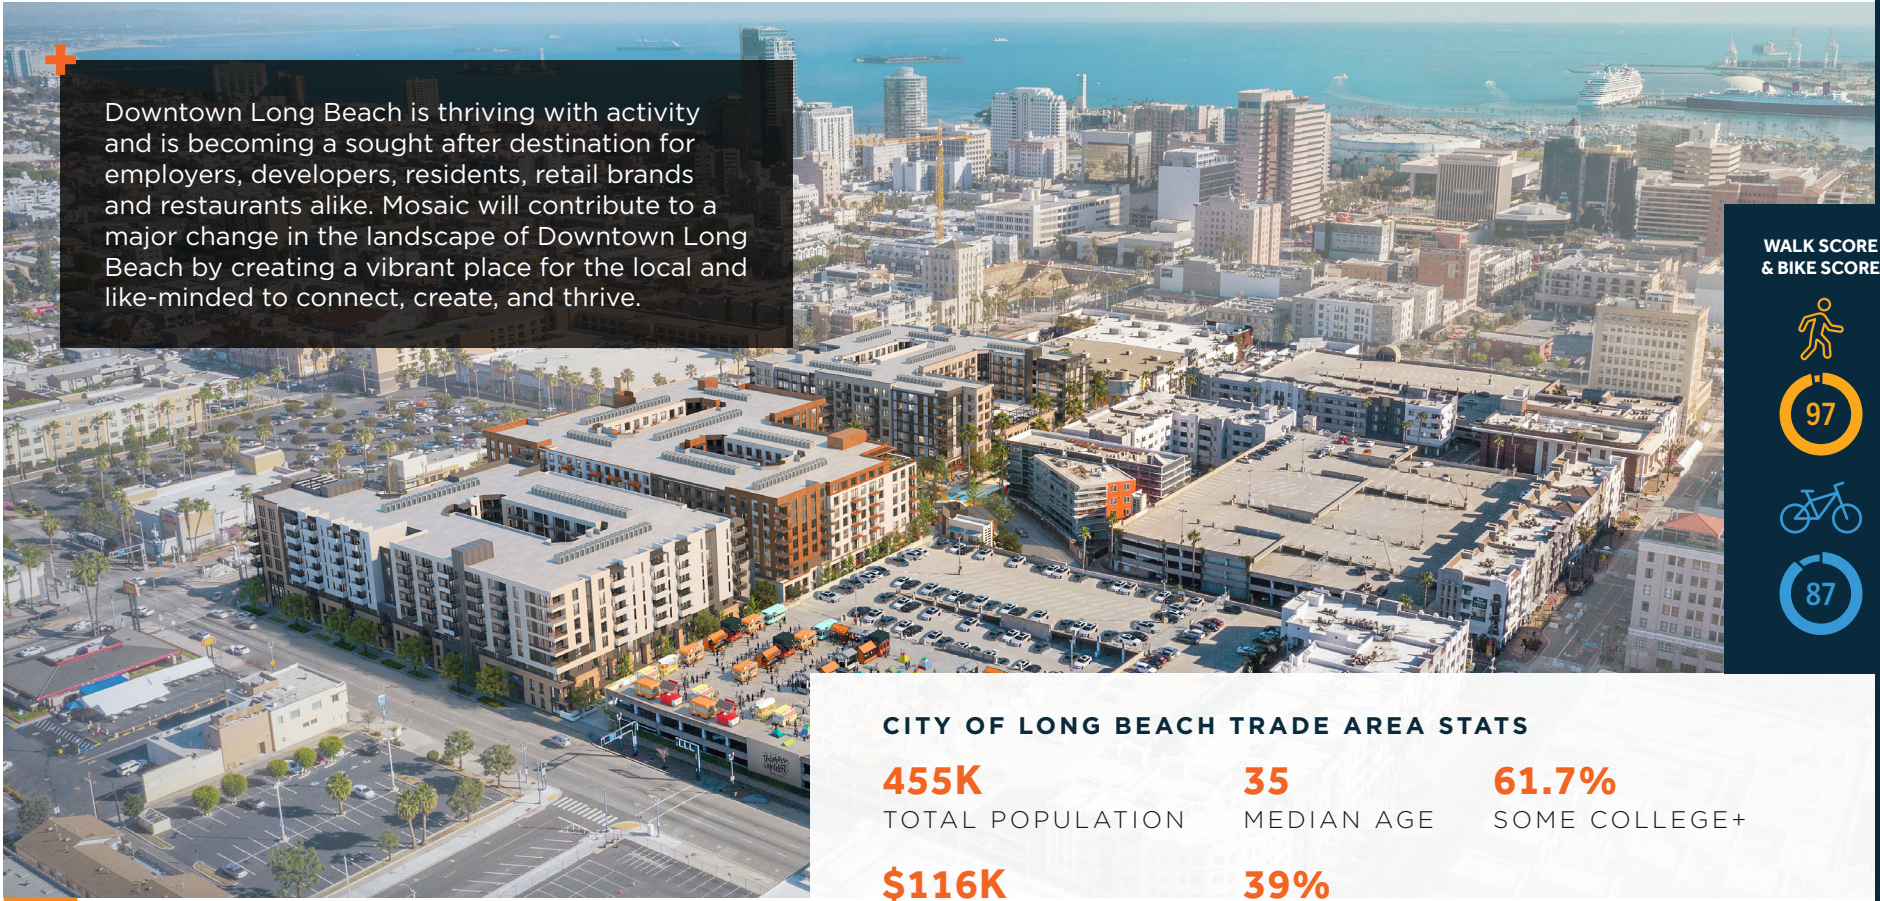 Downtown Long Beach is thriving with activity
and is becoming a sought after destination for
employers, developers, residents, retail brands
and restaurants alike. Mosaic will contribute to a
major change in the landscape of Downtown Long
Beach by creating a vibrant place for the local and
like-minded to connect, create, and thrive.
WALK SCORE
& BIKE SCORE
97
87
CITY OF LONG BEACH TRADE AREA STATS
455K
TOTAL POPULATION
35
MEDIAN AGE
61.7%
SOME COLLEGE+
$116K
39%